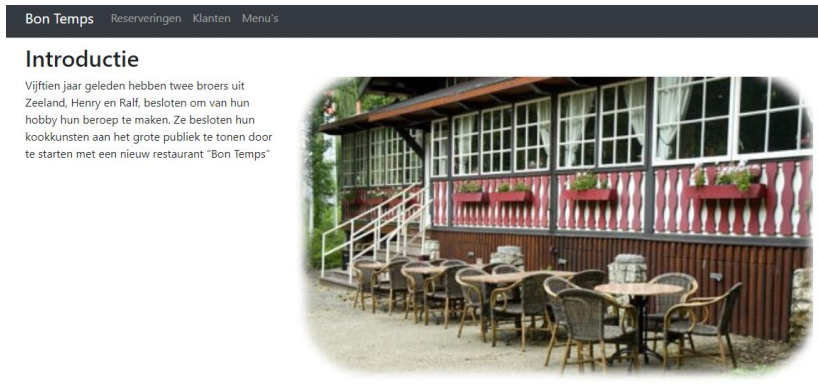 Bon Temps Reserveringen Klanten Menu's
Introductie
Vijftien jaar geleden hebben twee broers uit
Zeeland, Henry en Ralf, besloten om van hun
hobby hun beroep te maken. Ze besloten hun
kookkunsten aan het grote publiek te tonen door
te starten met een nieuw restaurant “Bon Temps”